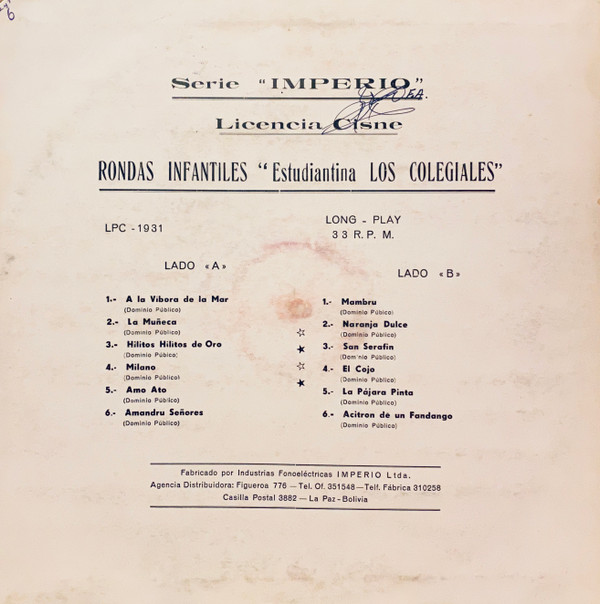 Serie "IMPERIO"
Licencia Cisne
RONDAS INFANTILES "Estudiantina LOS COLEGIALES"
LPC - 1931
LONG - PLAY
33 R. P. M.
LADO «A»
1.- A la Víbora de la Mar
(Dominio Público)
2.- La Muñeca
(Dominio Público)
3.- Hilitos Hilitos de Oro
(Dominio Púbico)
4.- Milano
(Dominio Público)
5.- Amo Ato
(Dominio Público)
6.- Amandru Señores
(Dominio Público)
LADO «B»
1.- Mambru
(Dominio Púbico)
2.- Naranja Dulce
(Dominio Público)
3.- San Serafin
(Dominio Público)
4.- El Cojo
(Dominio Público)
5.- La Pájara Pinta
(Dominio Público)
6.- Acitron de un Fandango
(Dominio Público)
Fabricado por Industrias Fonoeléctricas IMPERIO Ltda.
Agencia Distribuidora: Figueroa 776 — Tel. Of. 351548 — Telf. Fábrica 310258
Casilla Postal 3882 — La Paz - Bolivia